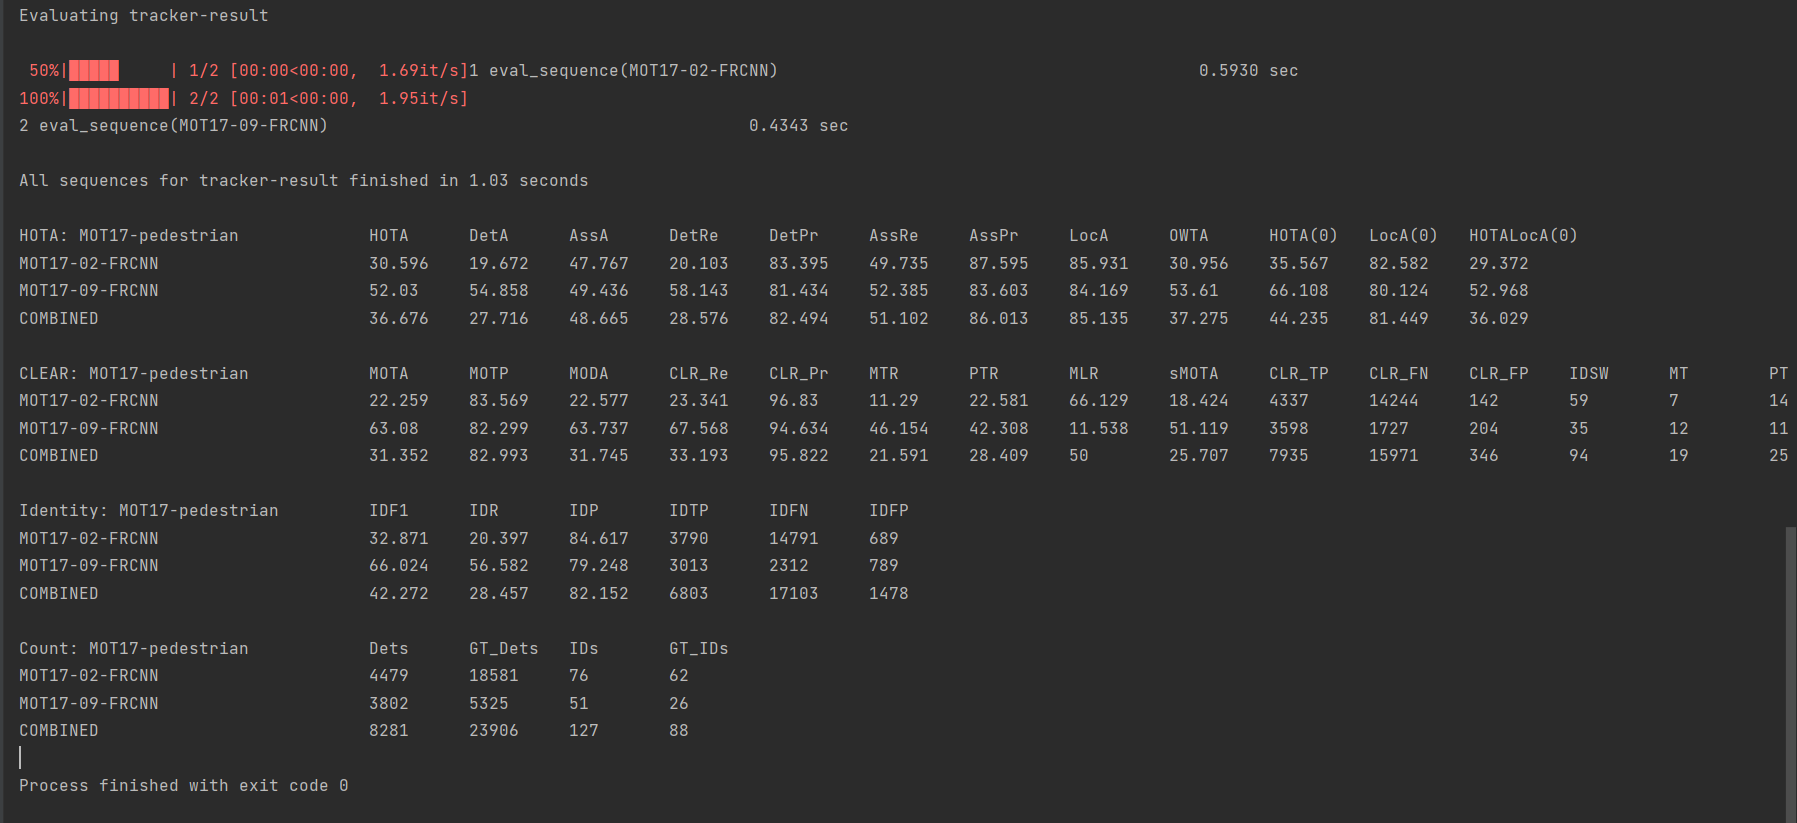 Evaluating tracker-result
50%|█████     | 1/2 [00:00<00:00,  1.69it/s]1 eval_sequence(MOT17-02-FRCNN) 0.5930 sec
100%|██████████| 2/2 [00:01<00:00,  1.95it/s]
2 eval_sequence(MOT17-09-FRCNN) 0.4343 sec
All sequences for tracker-result finished in 1.03 seconds
HOTA: MOT17-pedestrian HOTA DetA AssA DetRe DetPr AssRe AssPr LocA OWTA HOTA(0) LocA(0) HOTALocA(0)
MOT17-02-FRCNN 30.596 19.672 47.767 20.103 83.395 49.735 87.595 85.931 30.956 35.567 82.582 29.372
MOT17-09-FRCNN 52.03 54.858 49.436 58.143 81.434 52.385 83.603 84.169 53.61 66.108 80.124 52.968
COMBINED 36.676 27.716 48.665 28.576 82.494 51.102 86.013 85.135 37.275 44.235 81.449 36.029
CLEAR: MOT17-pedestrian MOTA MOTP MODA CLR_Re CLR_Pr MTR PTR MLR sMOTA CLR_TP CLR_FN CLR_FP IDSW MT PT
MOT17-02-FRCNN 22.259 83.569 22.577 23.341 96.83 11.29 22.581 66.129 18.424 4337 14244 142 59 7 14
MOT17-09-FRCNN 63.08 82.299 63.737 67.568 94.634 46.154 42.308 11.538 51.119 3598 1727 204 35 12 11
COMBINED 31.352 82.993 31.745 33.193 95.822 21.591 28.409 50 25.707 7935 15971 346 94 19 25
Identity: MOT17-pedestrian IDF1 IDR IDP IDTP IDFN IDFP
MOT17-02-FRCNN 32.871 20.397 84.617 3790 14791 689
MOT17-09-FRCNN 66.024 56.582 79.248 3013 2312 789
COMBINED 42.272 28.457 82.152 6803 17103 1478
Count: MOT17-pedestrian Dets GT_Dets IDs GT_IDs
MOT17-02-FRCNN 4479 18581 76 62
MOT17-09-FRCNN 3802 5325 51 26
COMBINED 8281 23906 127 88
Process finished with exit code 0